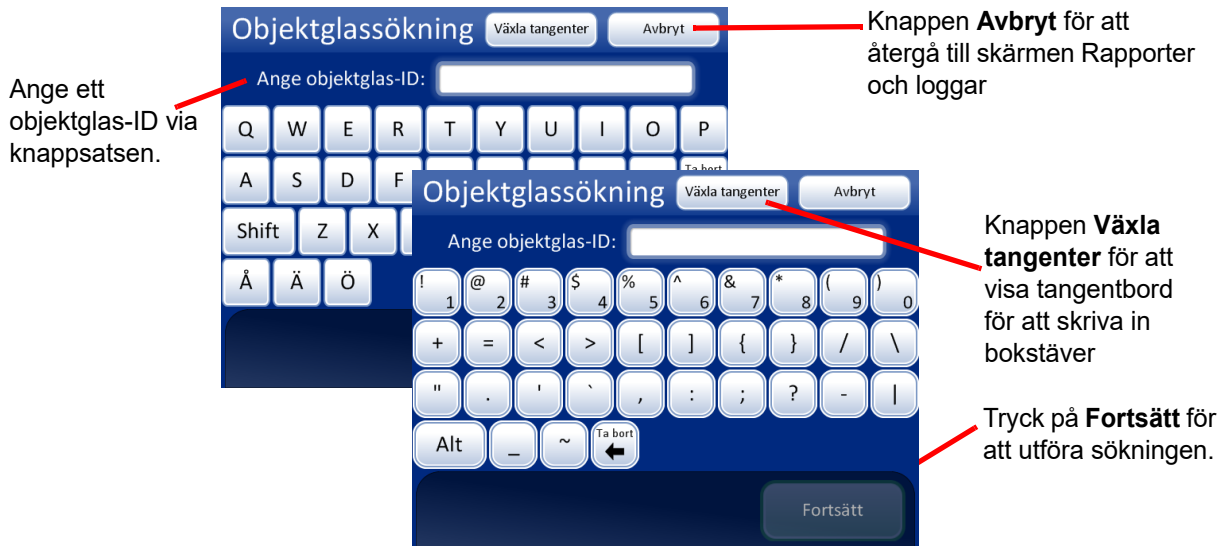 Objektglassökning Växla tangenter Avbryt
Ange objektglas-ID:
Q W E R T Y U I O P
A S D F Ta bort
Shift Z X
Å Ä Ö
Objektglassökning Växla tangenter Avbryt
Ange objektglas-ID:
! 1 @ 2 # 3 $ 4 % 5 ^ 6 & 7 * 8 ( 9 ) 0
+ = < > [ ] { } / \
" . ' ` , : ; ? - |
Alt _ ~ Ta bort
Fortsätt
Ange ett
objektglas-ID via
knappsatsen.
Knappen Avbryt för att
återgå till skärmen Rapporter
och loggar
Knappen Växla
tangenter för att
visa tangentbord
för att skriva in
bokstäver
Tryck på Fortsätt för
att utföra sökningen.